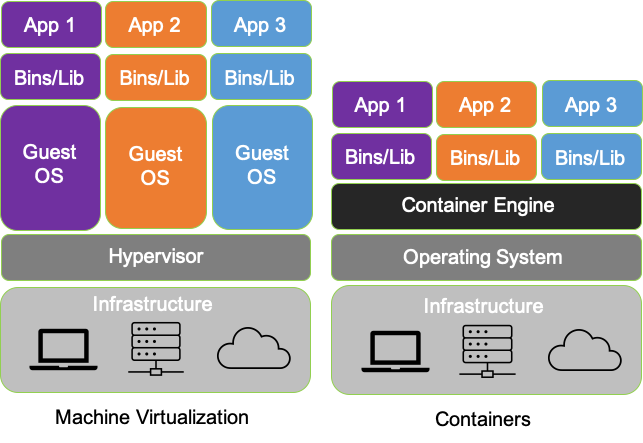 App 1
App 2
App 3
Bins/Lib
Bins/Lib
Bins/Lib
Guest
OS
Guest
OS
Guest
OS
Hypervisor
Infrastructure
Machine Virtualization
App 1
App 2
App 3
Bins/Lib
Bins/Lib
Bins/Lib
Container Engine
Operating System
Infrastructure
Containers